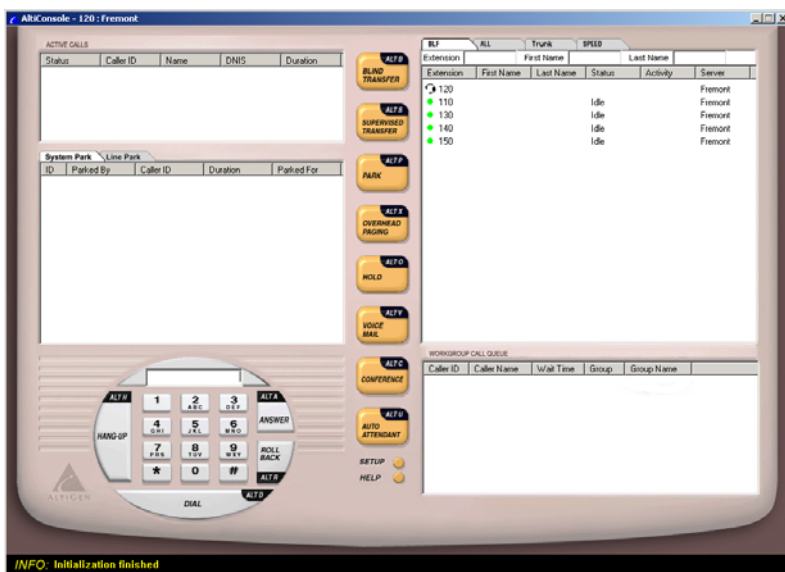 AltiConsole - 120 : Fremont
ACTIVE CALLS
Status Caller ID Name DNIS Duration
System Park Line Park
ID Parked By Caller ID Duration Parked For
ALT B
BLIND
TRANSFER
ALT S
SUPERVISED
TRANSFER
ALT P
PARK
ALT X
OVERHEAD
PAGING
ALT O
HOLD
ALT V
VOICE
MAIL
ALT C
CONFERENCE
ALT U
AUTO
ATTENDANT
SETUP
HELP
BLF ALL Trunk SPEED
Extension First Name Last Name
Extension First Name Last Name Status Activity Server
120 Fremont
110 Idle Fremont
130 Idle Fremont
140 Idle Fremont
150 Idle Fremont
WORKGROUP CALL QUEUE
Caller ID Caller Name Wait Time Group Group Name
ALT H
HANG-UP
1 2 3
ABC DEF
4 5 6
GHI JKL MNO
7 8 9
PRS TUV WXY
* 0 #
ALT A
ANSWER
ROLL
BACK
ALT R
DIAL
ALT D
ALTIGEN
INFO: Initialization finished